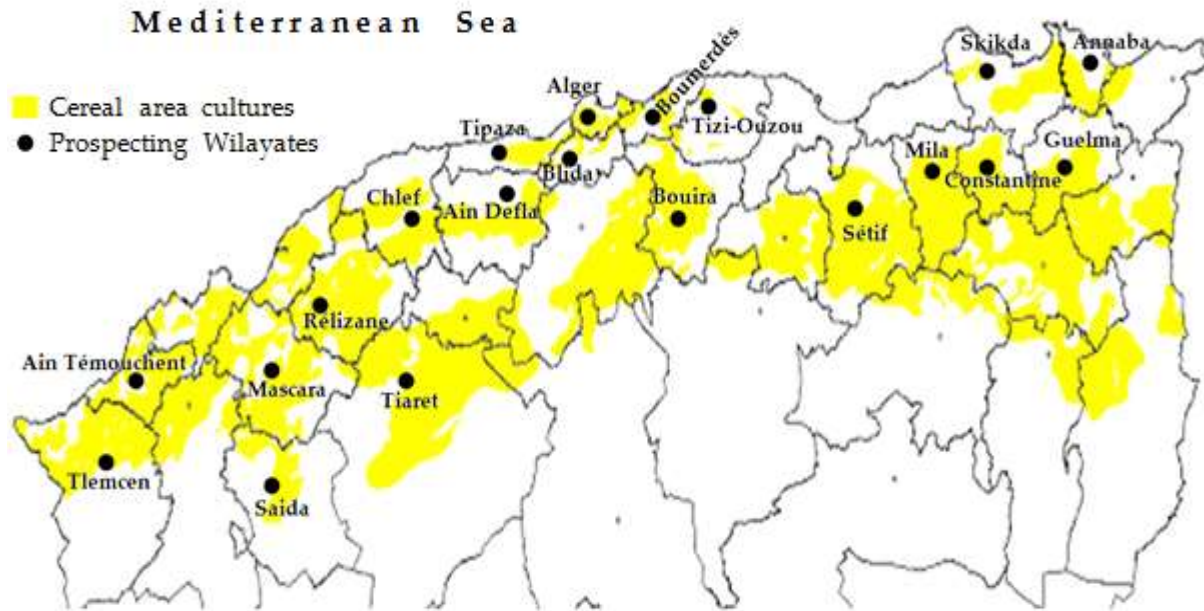 Mediterranean Sea
Cereal area cultures
Prospecting Wilayates
Skikda
Annaba
Alger
Boumerdès
Tizi-Ouzou
Tipaza
Blida
Mila
Constantine
Guelma
Chlef
Ain Defla
Bouira
Sétif
Rélizane
Ain Témouchent
Mascara
Tiaret
Tlemcen
Saida